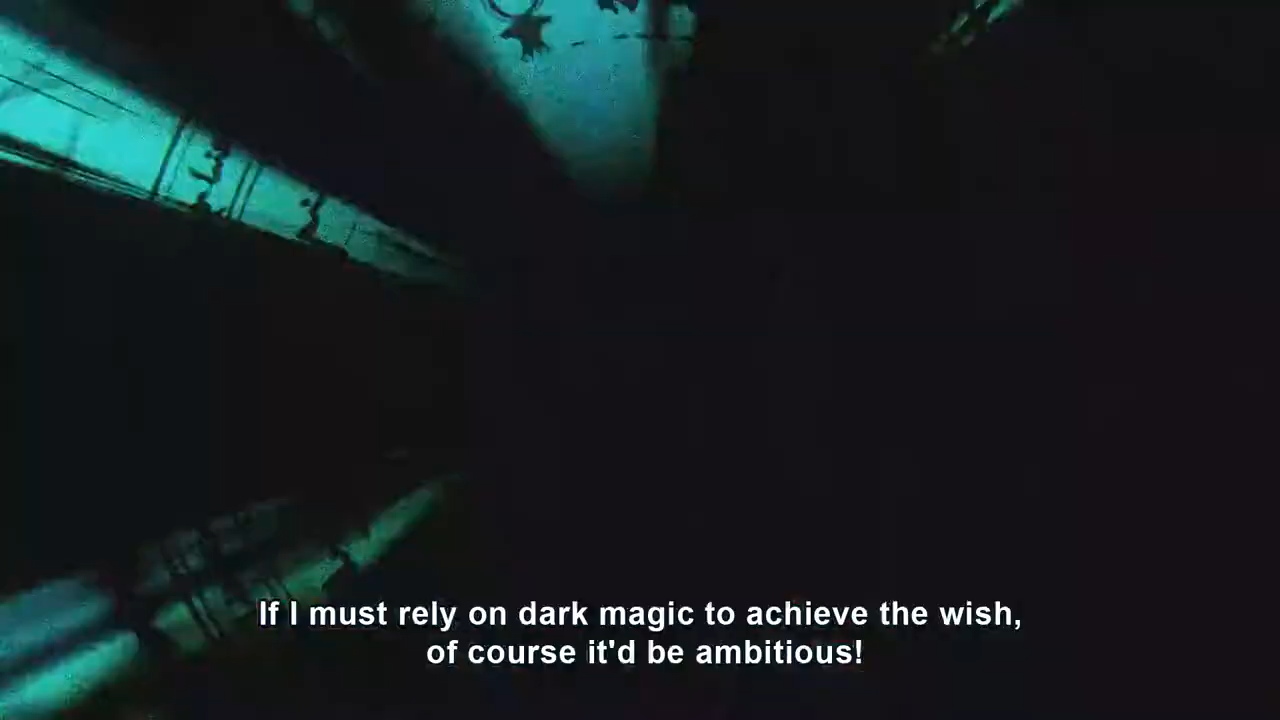 If I must rely on dark magic to achieve the wish,
of course it'd be ambitious!